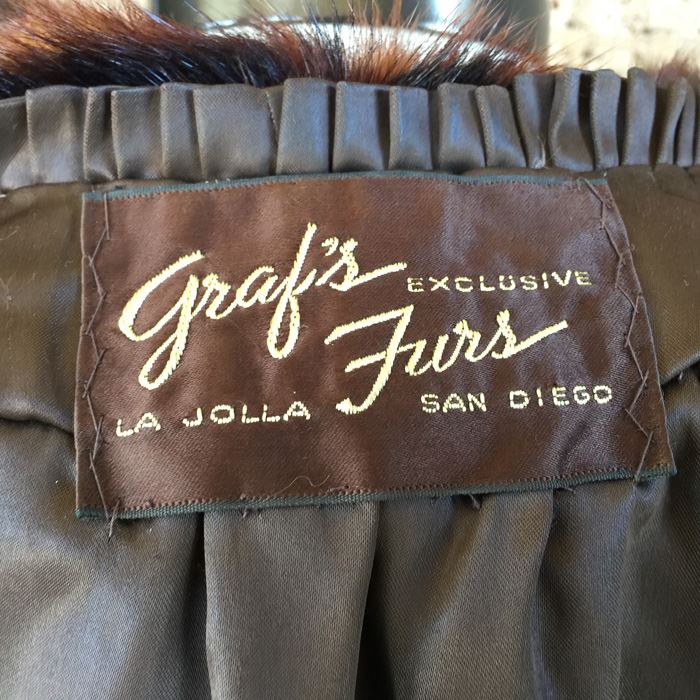 Graf's EXCLUSIVE
Furs
LA JOLLA SAN DIEGO